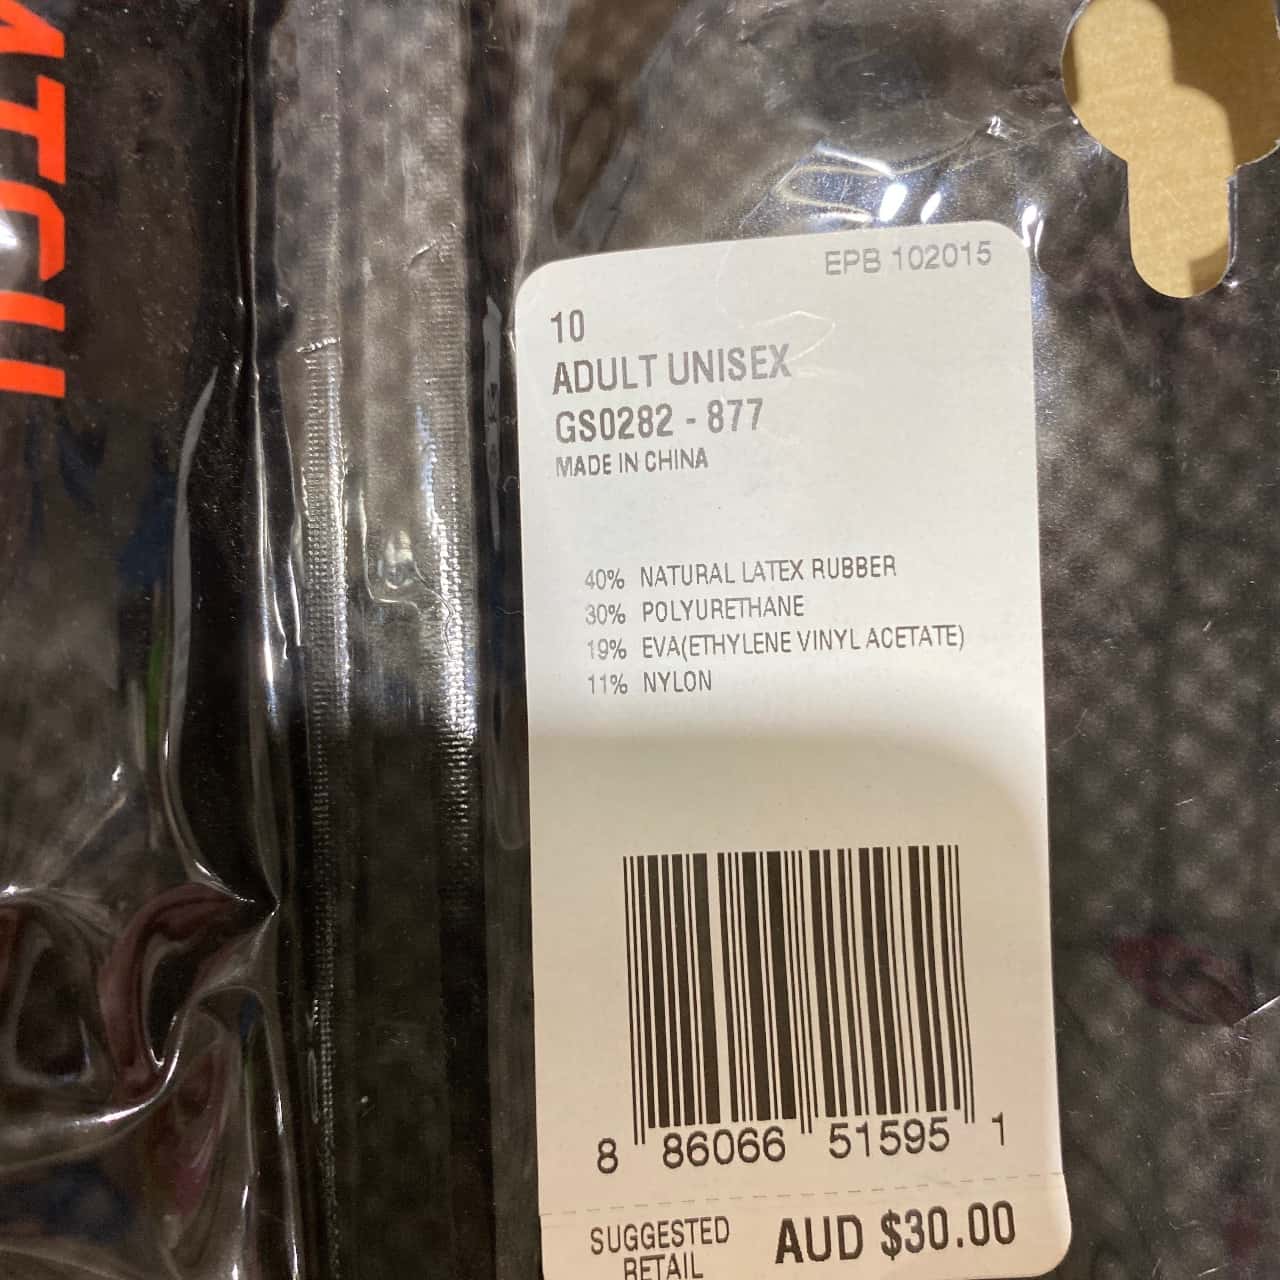 EPB 102015
10
ADULT UNISEX
GS0282 - 877
MADE IN CHINA
40% NATURAL LATEX RUBBER
30% POLYURETHANE
19% EVA(ETHYLENE VINYL ACETATE)
11% NYLON
8 86066 51595 1
SUGGESTED
RETAIL
AUD $30.00